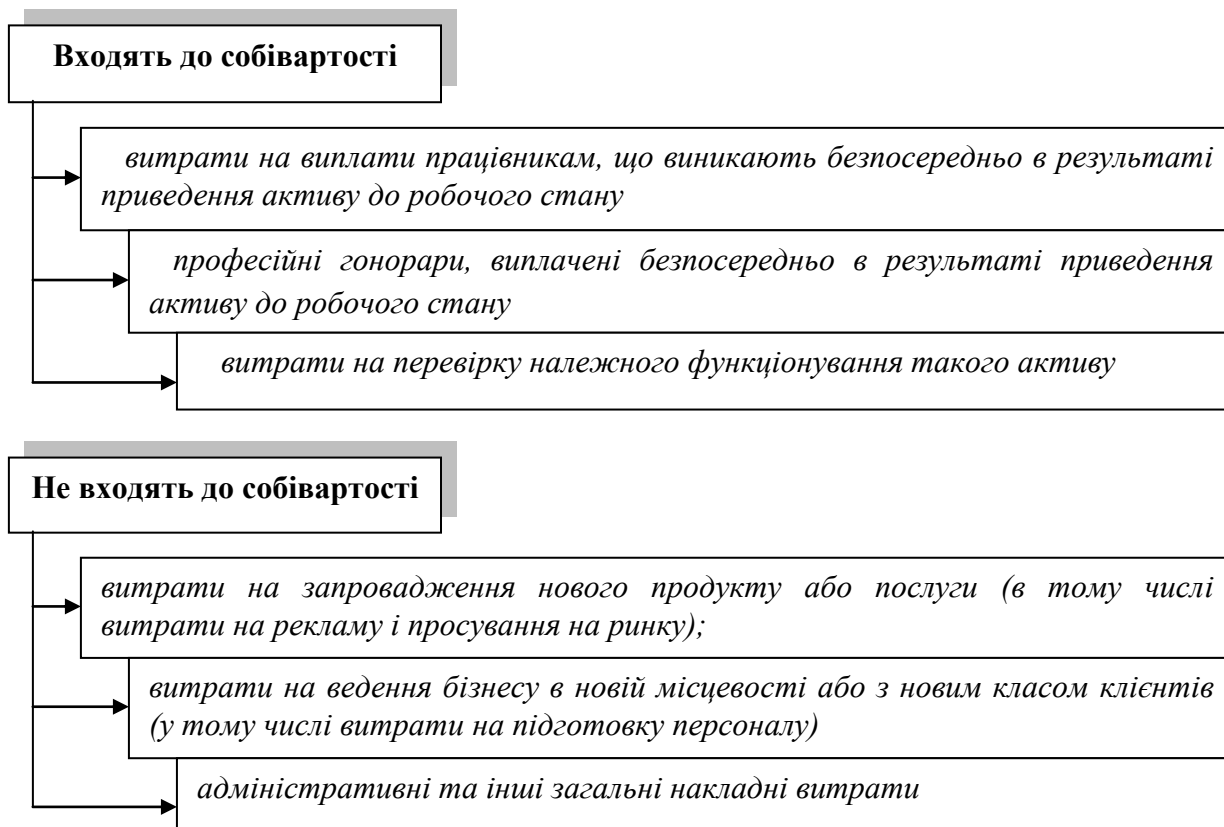 Входять до собівартості
витрати на виплати працівникам, що виникають безпосередньо в результаті
приведення активу до робочого стану
професійні гонорари, виплачені безпосередньо в результаті приведення
активу до робочого стану
витрати на перевірку належного функціонування такого активу
Не входять до собівартості
витрати на запровадження нового продукту або послуги (в тому числі
витрати на рекламу і просування на ринку);
витрати на ведення бізнесу в новій місцевості або з новим класом клієнтів
(у тому числі витрати на підготовку персоналу)
адміністративні та інші загальні накладні витрати